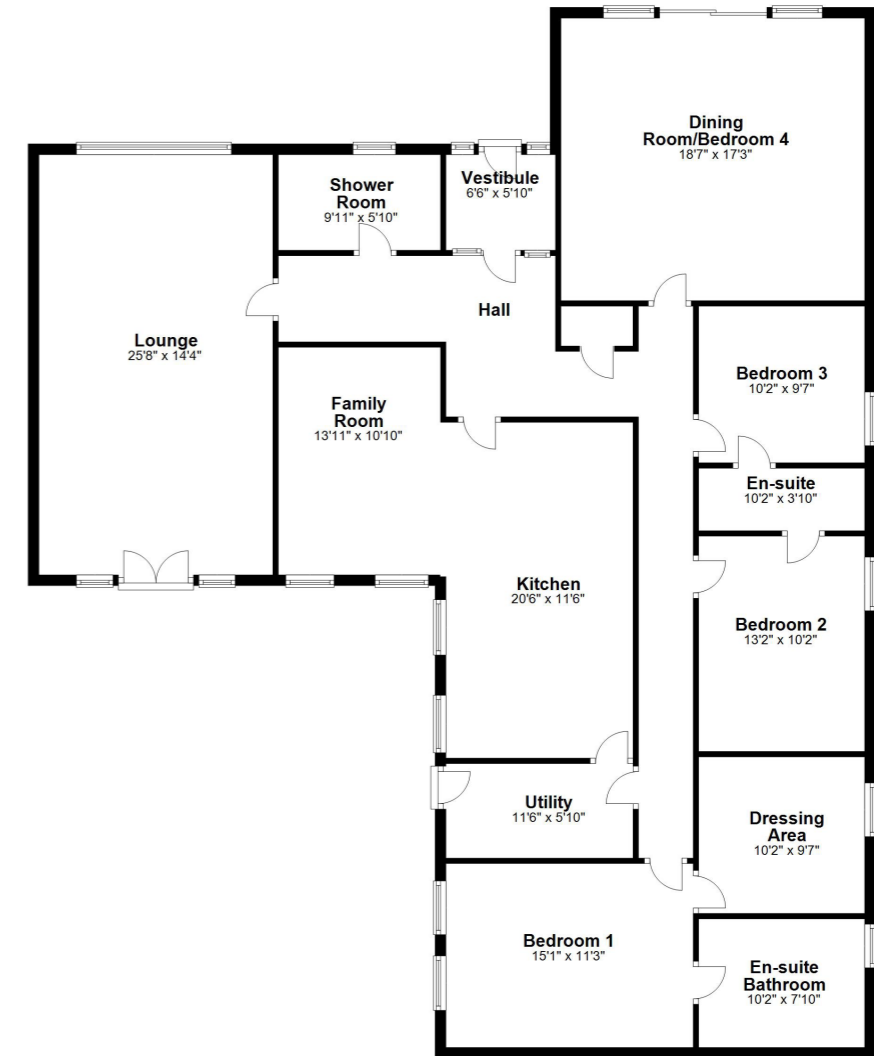 Dining
Room/Bedroom 4
18'7" x 17'3"
Shower
Room
9'11" x 5'10"
Vestibule
6'6" x 5'10"
Hall
Lounge
25'8" x 14'4"
Family
Room
13'11" x 10'10"
Bedroom 3
10'2" x 9'7"
En-suite
10'2" x 3'10"
Kitchen
20'6" x 11'6"
Bedroom 2
13'2" x 10'2"
Utility
11'6" x 5'10"
Dressing
Area
10'2" x 9'7"
Bedroom 1
15'1" x 11'3"
En-suite
Bathroom
10'2" x 7'10"